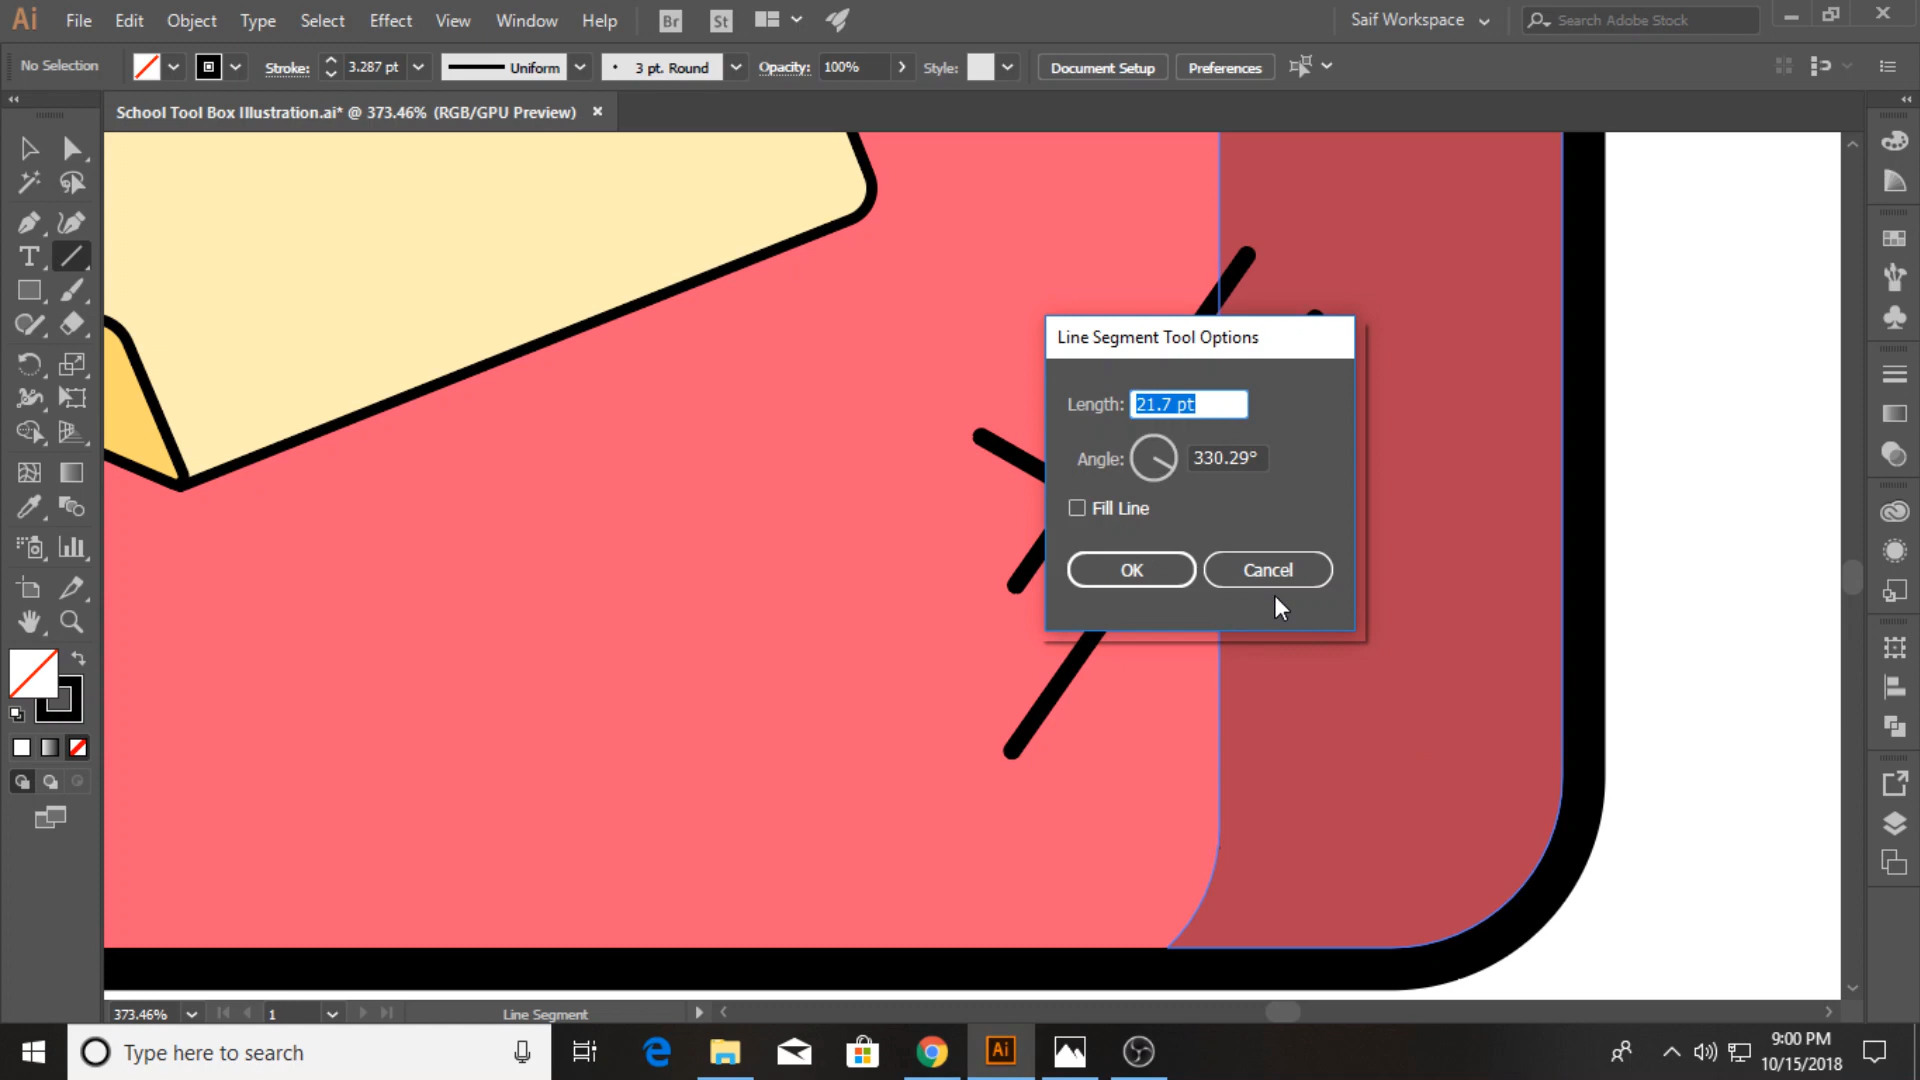 Ai File Edit Object Type Select Effect View Window Help Br St Saif Workspace Search Adobe Stock
No Selection Stroke: 3.287 pt Uniform 3 pt. Round Opacity: 100% Style: Document Setup Preferences
School Tool Box Illustration.ai* @ 373.46% (RGB/GPU Preview)
Line Segment Tool Options
Length: 21.7 pt
Angle: 330.29°
Fill Line
OK Cancel
373.46% 1 Line Segment
Type here to search Ai 9:00 PM
10/15/2018